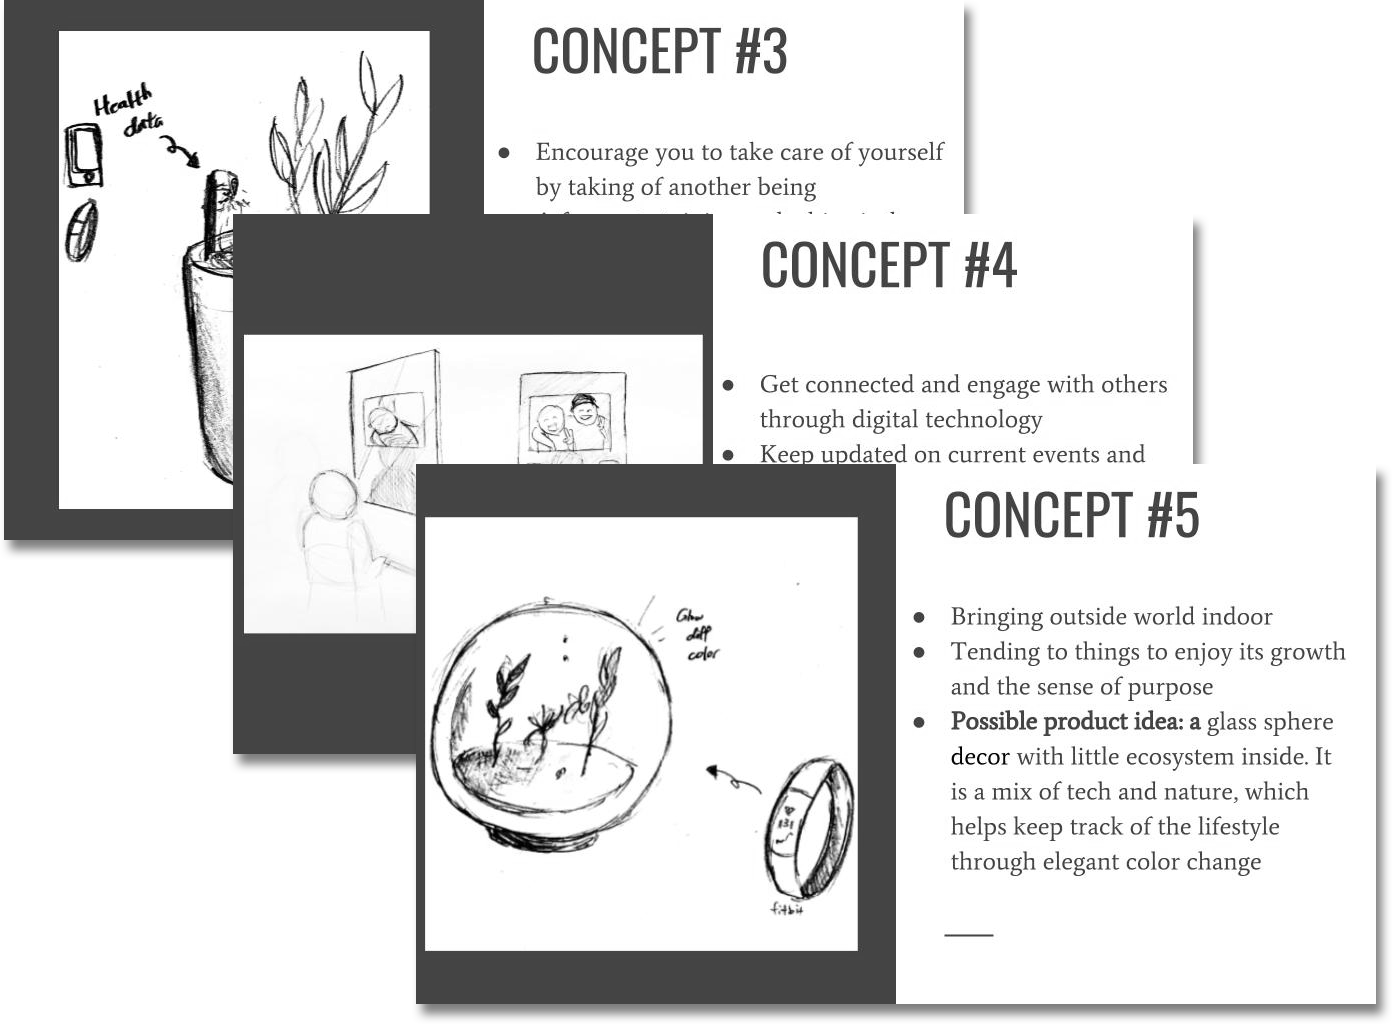 CONCEPT #3
Health
data
● Encourage you to take care of yourself
by taking of another being
CONCEPT #4
● Get connected and engage with others
through digital technology
● Keep updated on current events and
CONCEPT #5
Glow
diff
color
● Bringing outside world indoor
● Tending to things to enjoy its growth
and the sense of purpose
● Possible product idea: a glass sphere
decor with little ecosystem inside. It
is a mix of tech and nature, which
helps keep track of the lifestyle
through elegant color change
131
fitbit